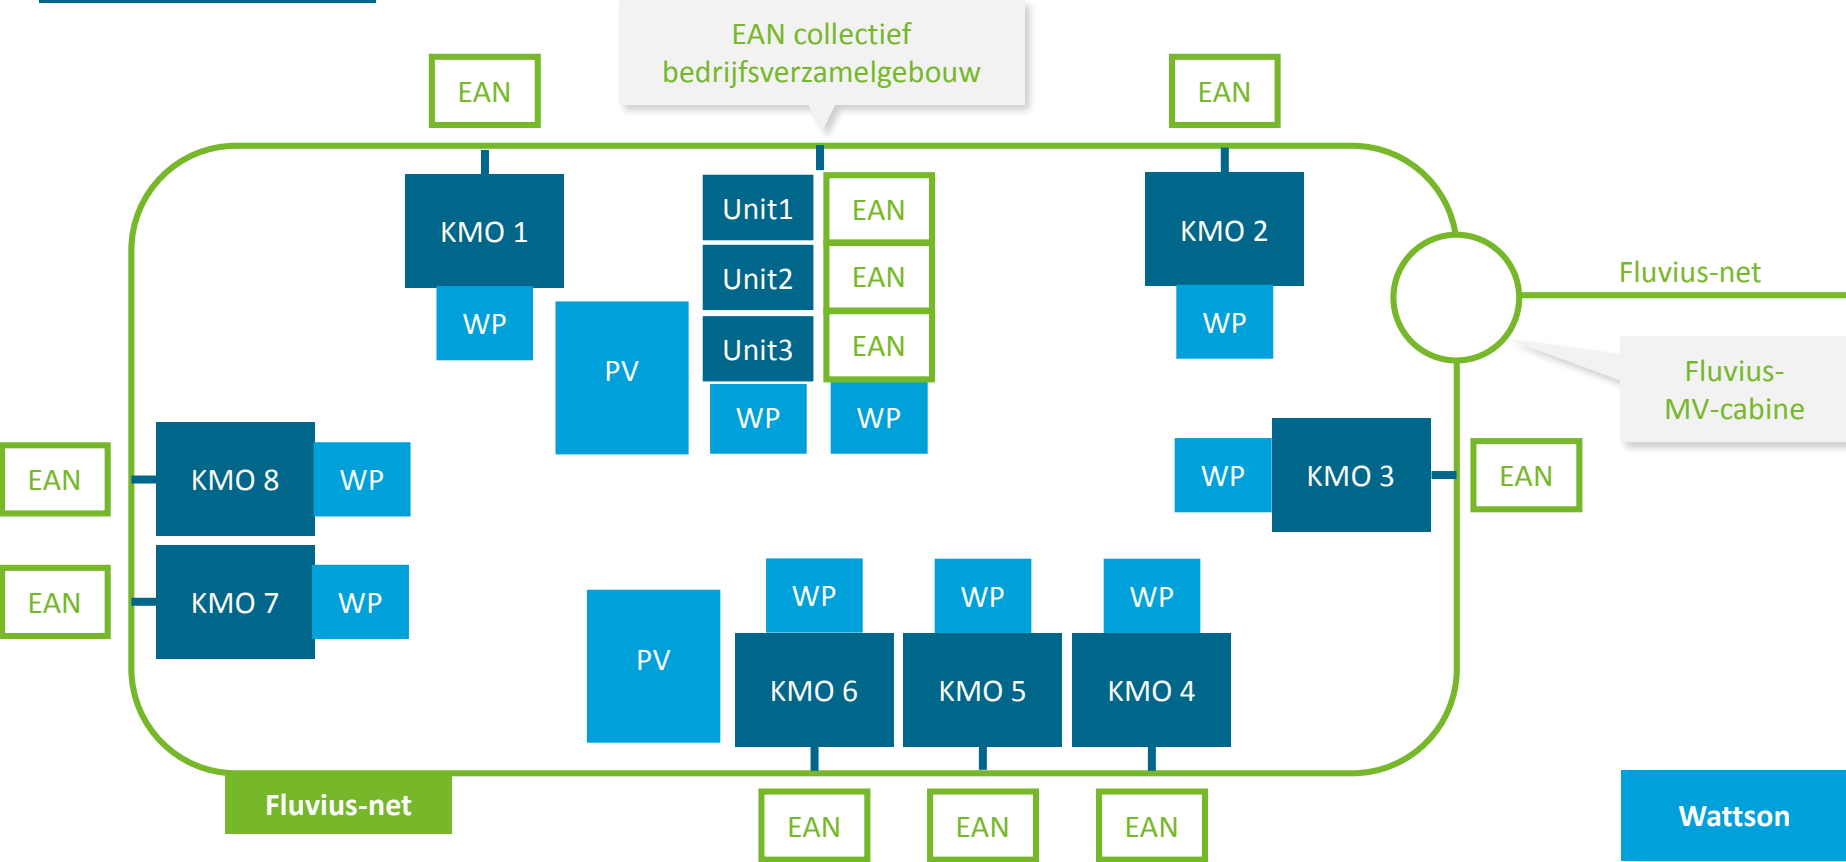 EAN collectief
bedrijfsverzamelgebouw
EAN
EAN
KMO 1
WP
Unit1
EAN
Unit2
EAN
Unit3
EAN
WP
WP
PV
KMO 2
WP
Fluvius-net
Fluvius-
MV-cabine
EAN
KMO 8
WP
WP
KMO 3
EAN
EAN
KMO 7
WP
PV
WP
WP
WP
KMO 6
KMO 5
KMO 4
Fluvius-net
EAN
EAN
EAN
Wattson